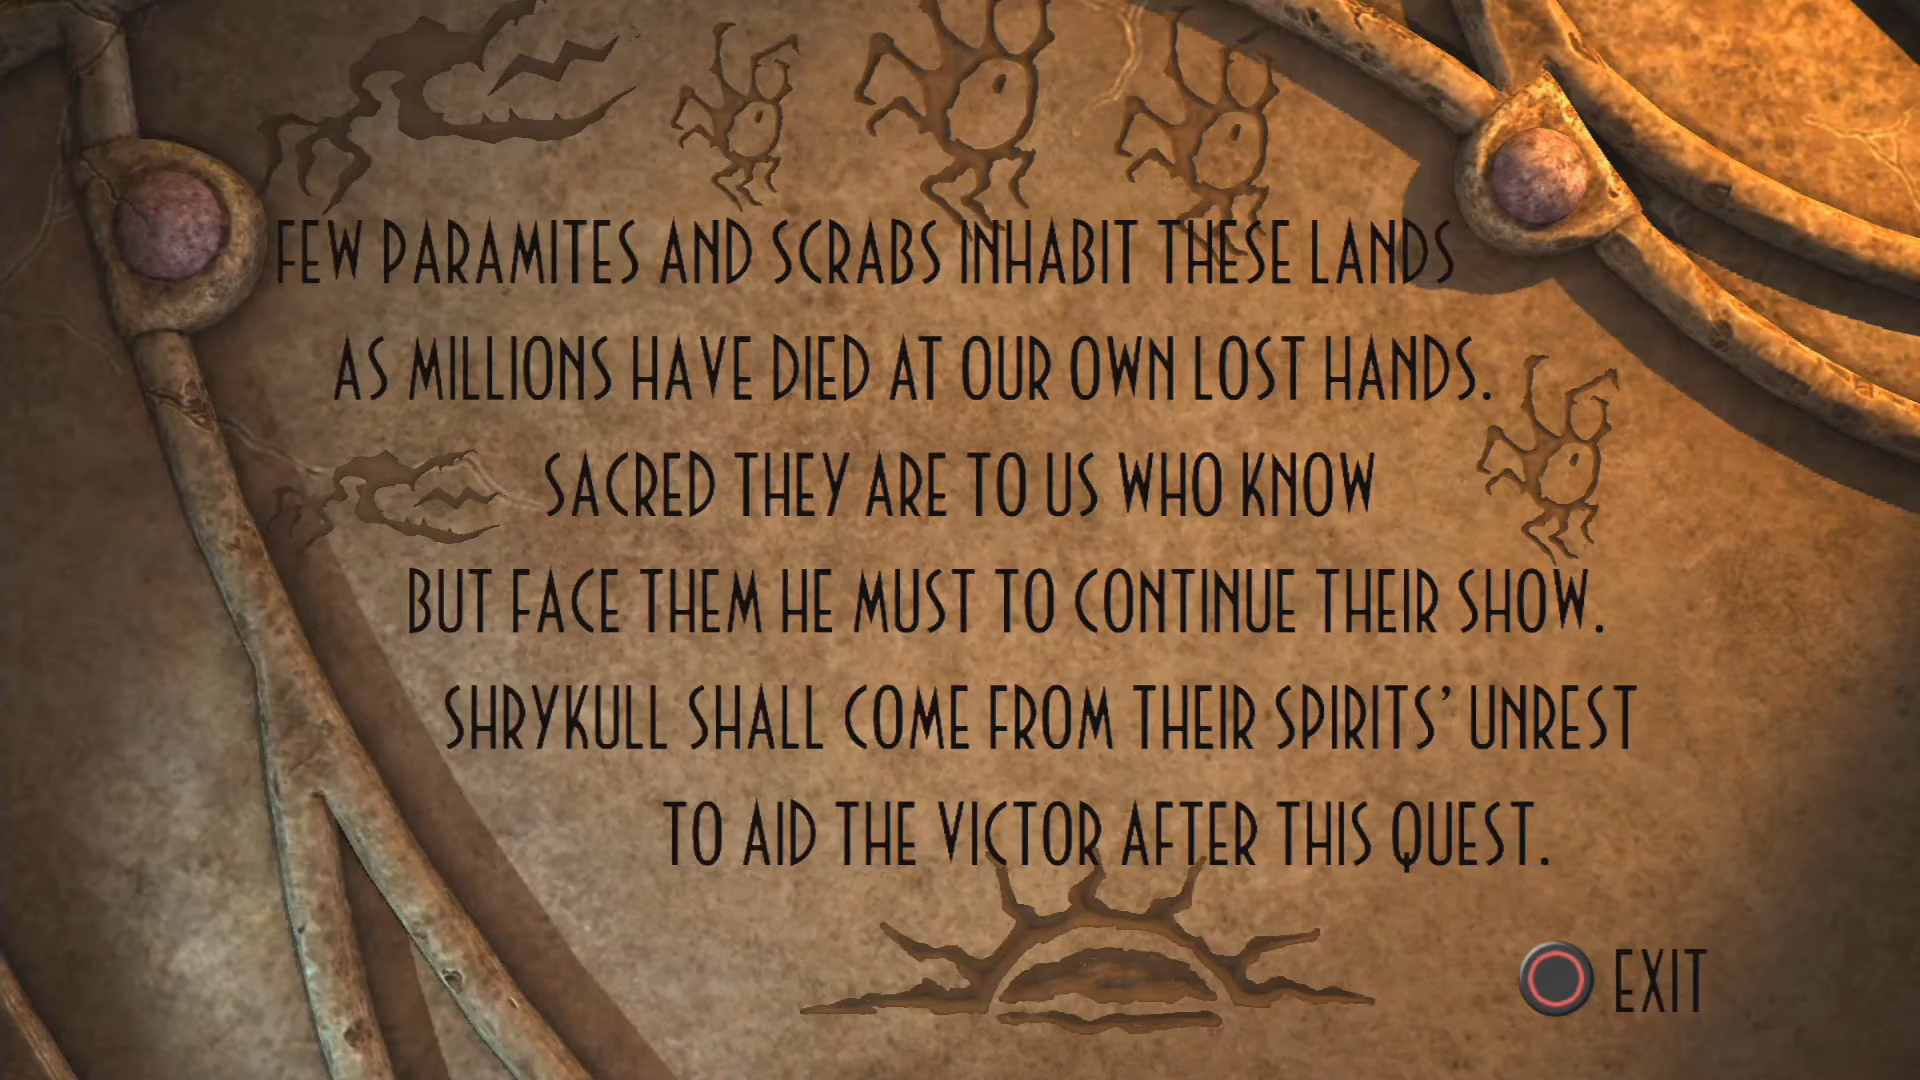 FEW PARAMITES AND SCRABS INHABIT THESE LANDS
AS MILLIONS HAVE DIED AT OUR OWN LOST HANDS.
SACRED THEY ARE TO US WHO KNOW
BUT FACE THEM HE MUST TO CONTINUE THEIR SHOW.
SHRYKULL SHALL COME FROM THEIR SPIRITS' UNREST
TO AID THE VICTOR AFTER THIS QUEST.
EXIT